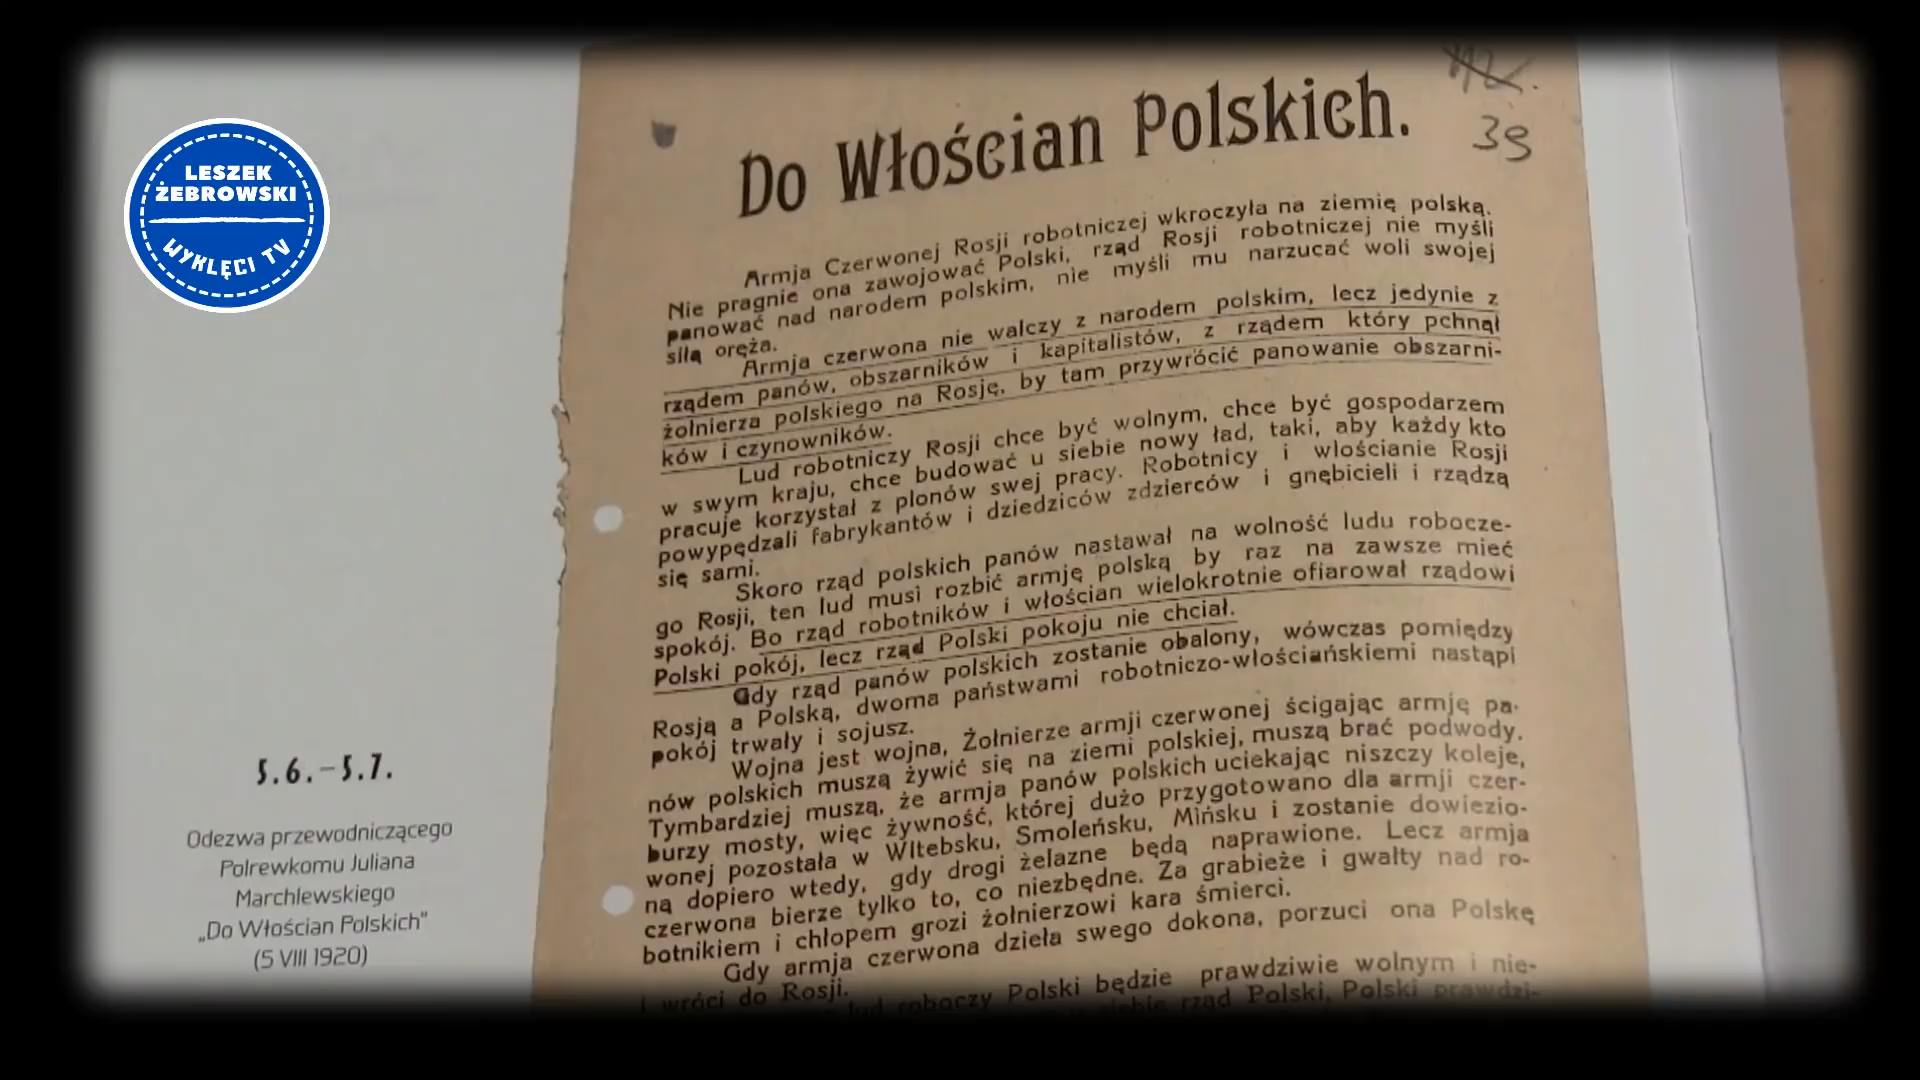 LESZEK
ŻEBROWSKI
WYKLĘCI TV
39
Do Włościan Polskich.
Armja Czerwonej Rosji robotniczej wkroczyła na ziemię polską.
Nie pragnie ona zawojować Polski, rząd Rosji robotniczej nie myśli
panować nad narodem polskim, nie myśli mu narzucać woli swojej
siłą oręża.
Armja czerwona nie walczy z narodem polskim, lecz jedynie z
rządem panów, obszarników i kapitalistów, z rządem który pchnął
żołnierza polskiego na Rosję, by tam przywrócić panowanie obszarni-
ków i czynowników.
Lud robotniczy Rosji chce być wolnym, chce być gospodarzem
w swym kraju, chce budować u siebie nowy ład, taki, aby każdy kto
pracuje korzystał z plonów swej pracy. Robotnicy i włościanie Rosji
powypędzali fabrykantów i dziedziców zdzierców i gnębicieli i rządzą
się sami.
Skoro rząd polskich panów nastawał na wolność ludu robocze-
go Rosji, ten lud musi rozbić armję polską by raz na zawsze mieć
spokój. Bo rząd robotników i włościan wielokrotnie ofiarował rządowi
Polski pokój, lecz rząd Polski pokoju nie chciał.
Gdy rząd panów polskich zostanie obalony, wówczas pomiędzy
Rosją a Polską, dwoma państwami robotniczo-włościańskiemi nastąpi
pokój trwały i sojusz.
Wojna jest wojna, Żołnierze armji czerwonej ścigając armję pa-
nów polskich muszą żywić się na ziemi polskiej, muszą brać podwody.
Tymbardziej muszą, że armja panów polskich uciekając niszczy koleje,
burzy mosty, więc żywność, której dużo przygotowano dla armji czer-
wonej pozostała w WItebsku, Smoleńsku, Mińsku i zostanie dowiezio-
ną dopiero wtedy, gdy drogi żelazne będą naprawione. Lecz armja
czerwona bierze tylko to, co niezbędne. Za grabieże i gwałty nad ro-
botnikiem i chłopem grozi żołnierzowi kara śmierci.
Gdy armja czerwona dzieła swego dokona, porzuci ona Polskę
i wróci do Rosji.
lud roboczy Polski będzie prawdziwie wolnym i nie-
siebie rząd Polski, Polski prawdzi-
5.6.–5.7.
Odezwa przewodniczącego
Polrewkomu Juliana
Marchlewskiego
„Do Włościan Polskich"
(5 VIII 1920)